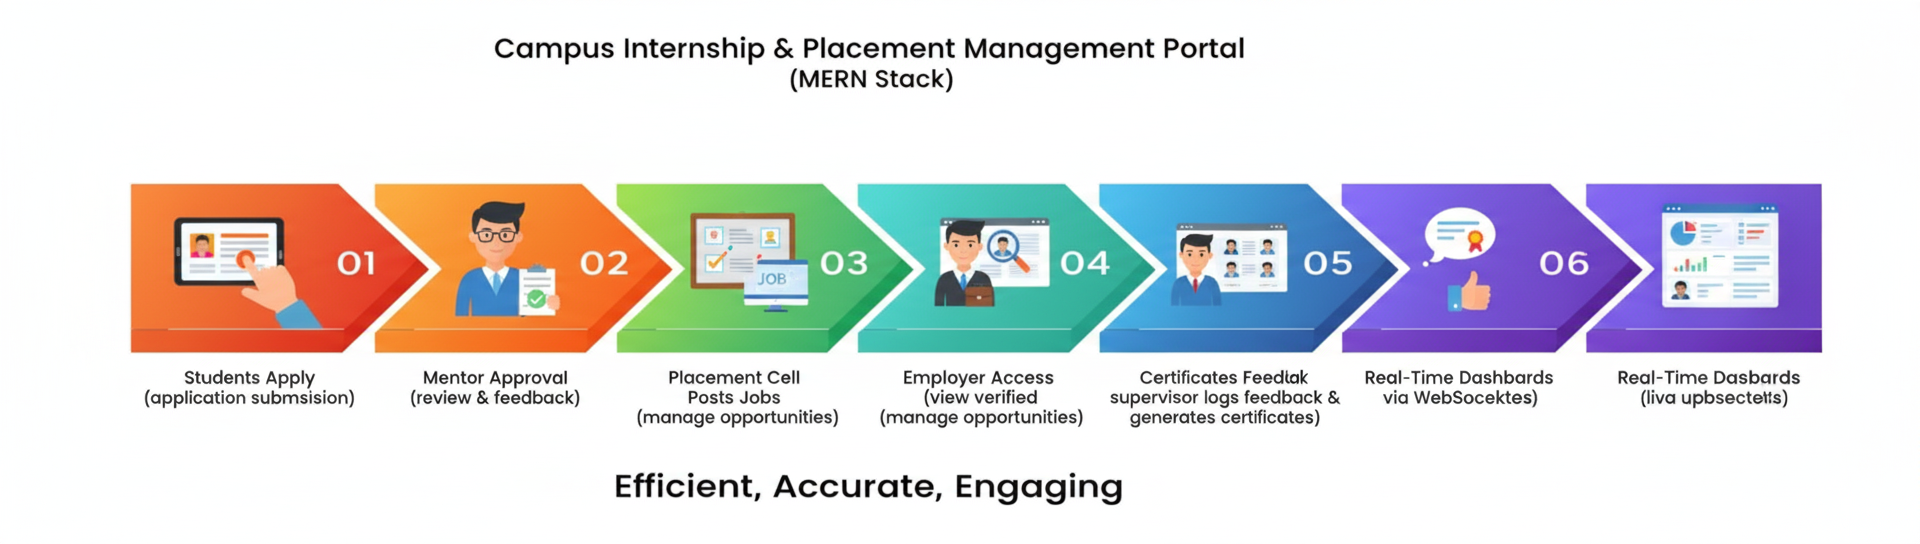 Campus Internship & Placement Management Portal
(MERN Stack)
01
02
03
04
05
06
JOB
Students Apply
(application submsision)
Mentor Approval
(review & feedback)
Placement Cell
Posts Jobs
(manage opportunities)
Employer Access
(view verified
(manage opportunities)
Certificates Feedłak
supervisor logs feedback &
generates certificates)
Real-Time Dashbards
via WebSocektes)
Real-Time Dasbards
(liva
Efficient, Accurate, Engaging